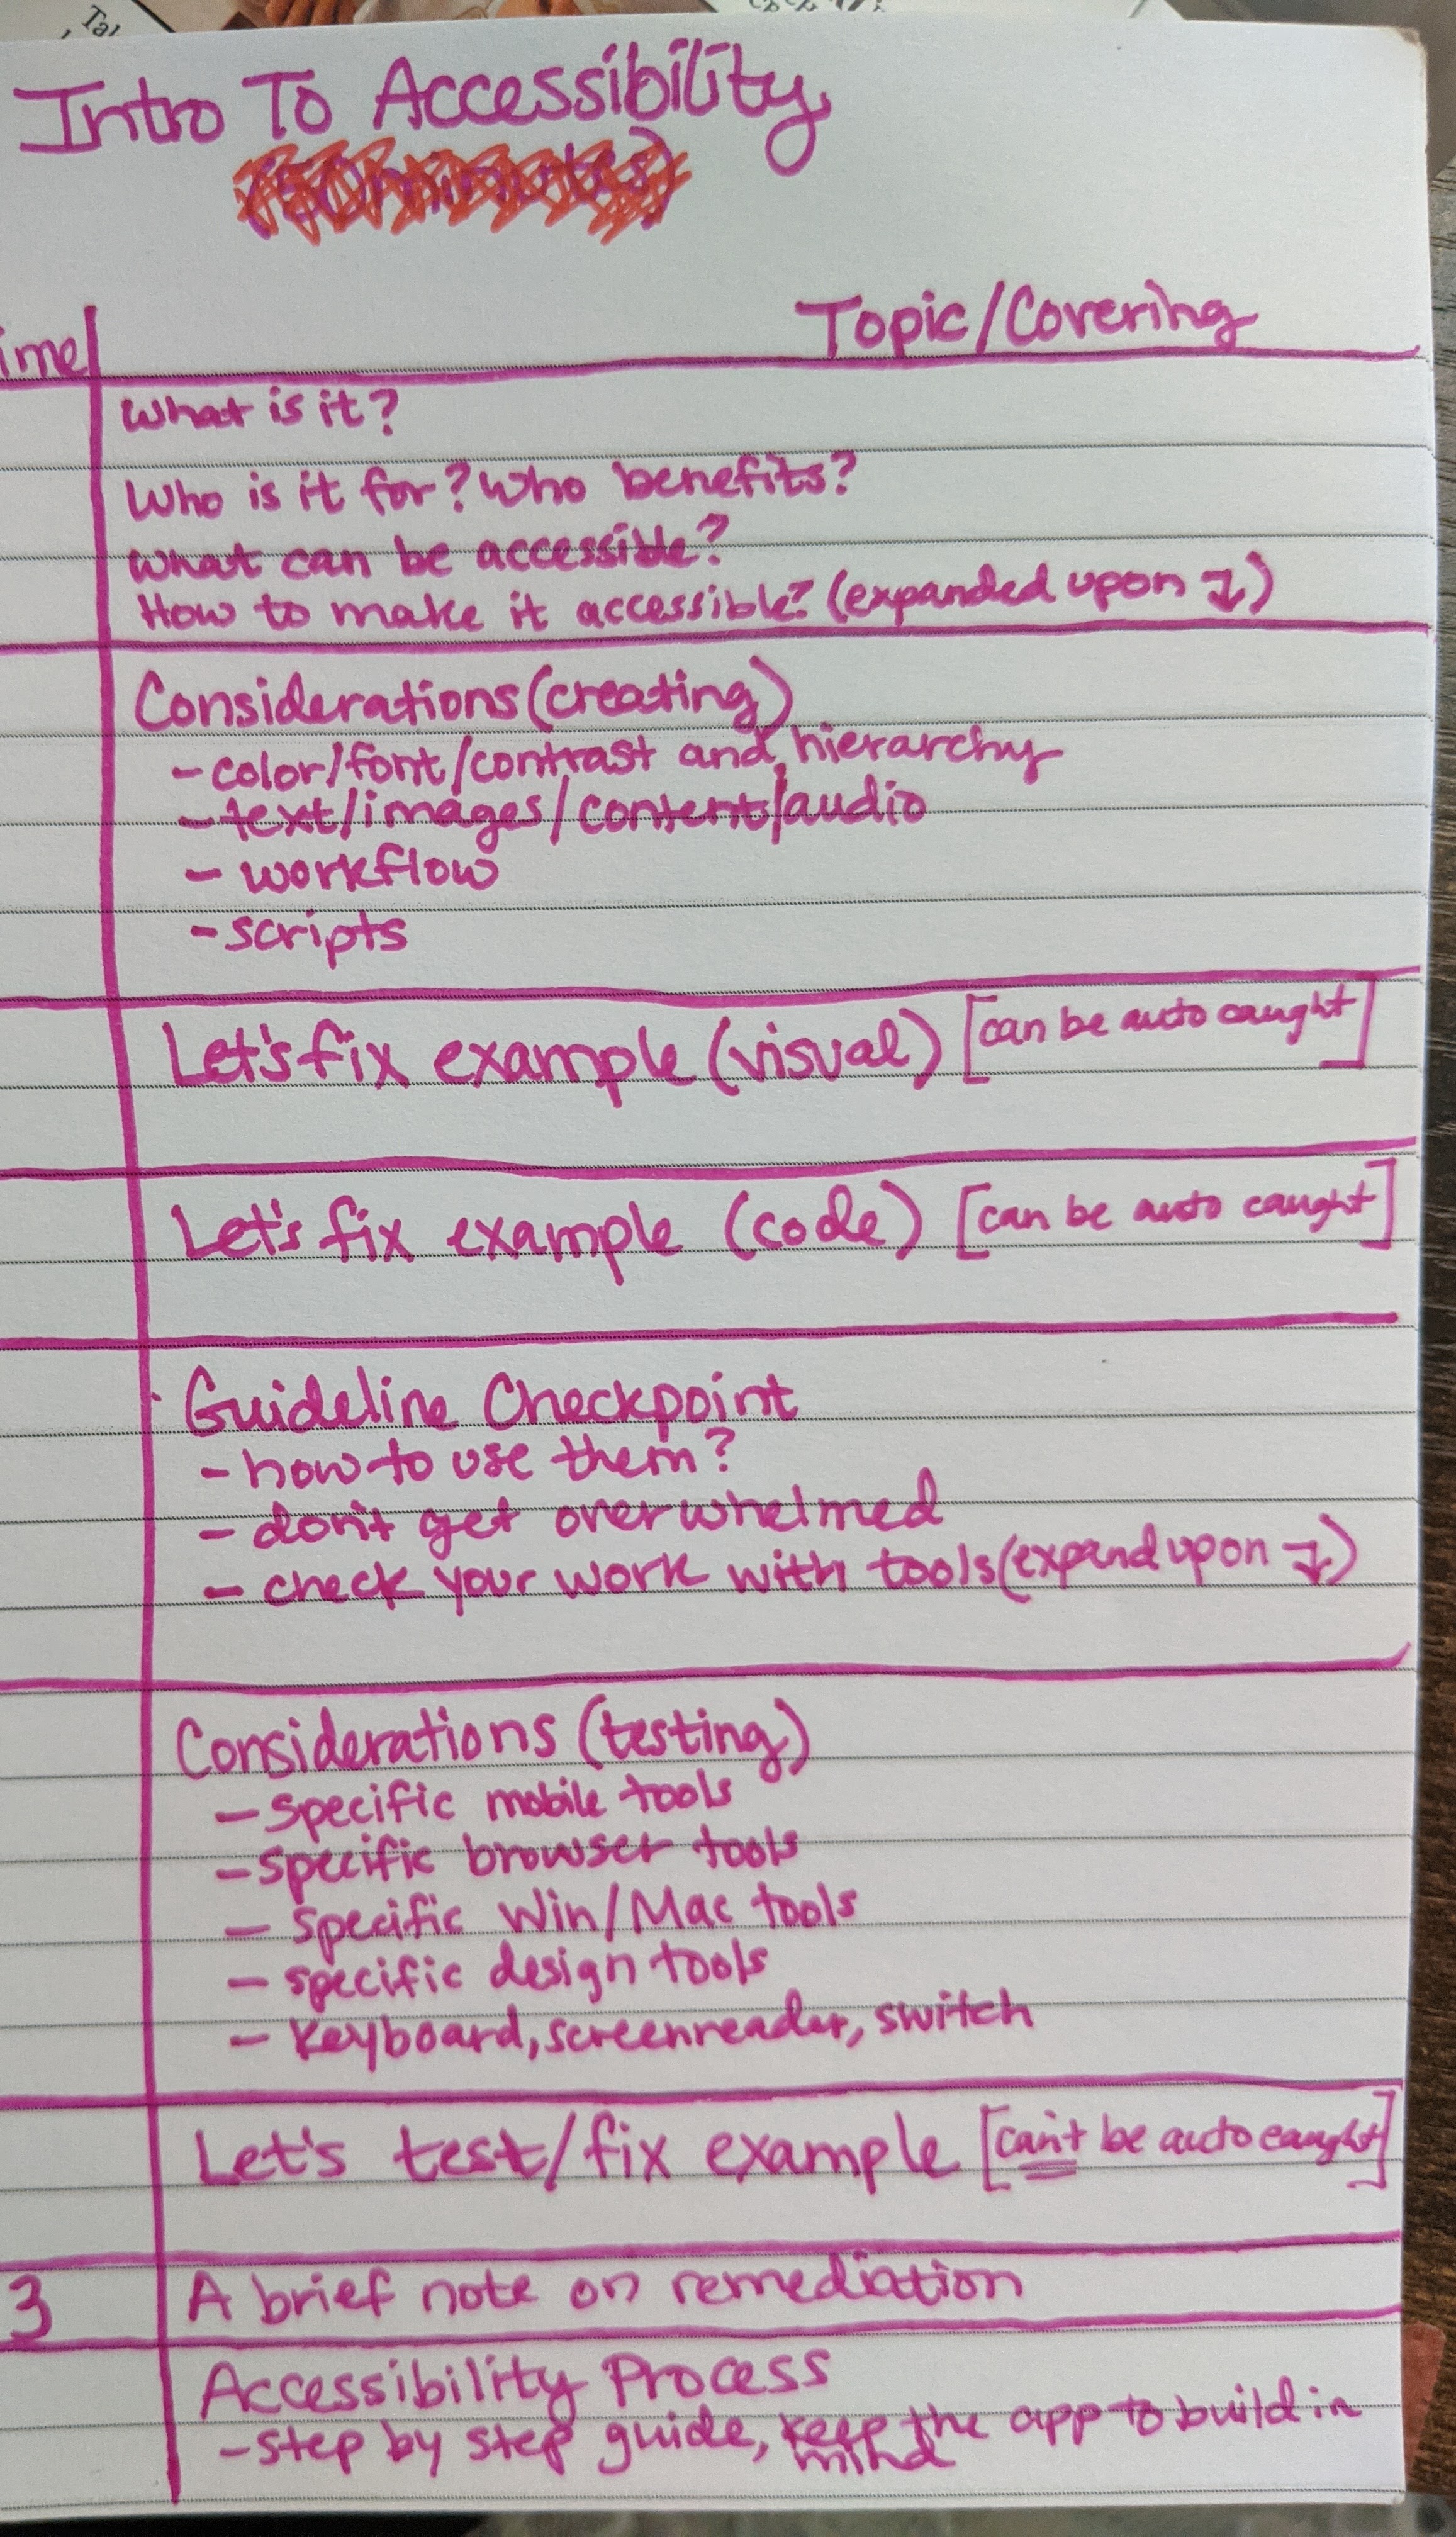 Tal
Intro To Accessibility
ime
Topic/Covering
What is it?
Who is it for? Who benefits?
What can be accessible?
How to make it accessible? (expanded upon ↴)
Considerations (creating)
- color/font/contrast and hierarchy
- text/images/content/audio
- workflow
- scripts
Let's fix example (visual) [can be auto caught]
Let's fix example (code) [can be auto caught]
Guideline Checkpoint
- how to use them?
- don't get overwhelmed
- check your work with tools (expand upon ↴)
Considerations (testing)
- specific mobile tools
- specific browser tools
- specific Win/Mac tools
- specific design tools
- Keyboard, screenreader, switch
Let's test/fix example [can't be auto caught]
3 A brief note on remediation
Accessibility Process
- step by step guide, keep the app to build in
mind